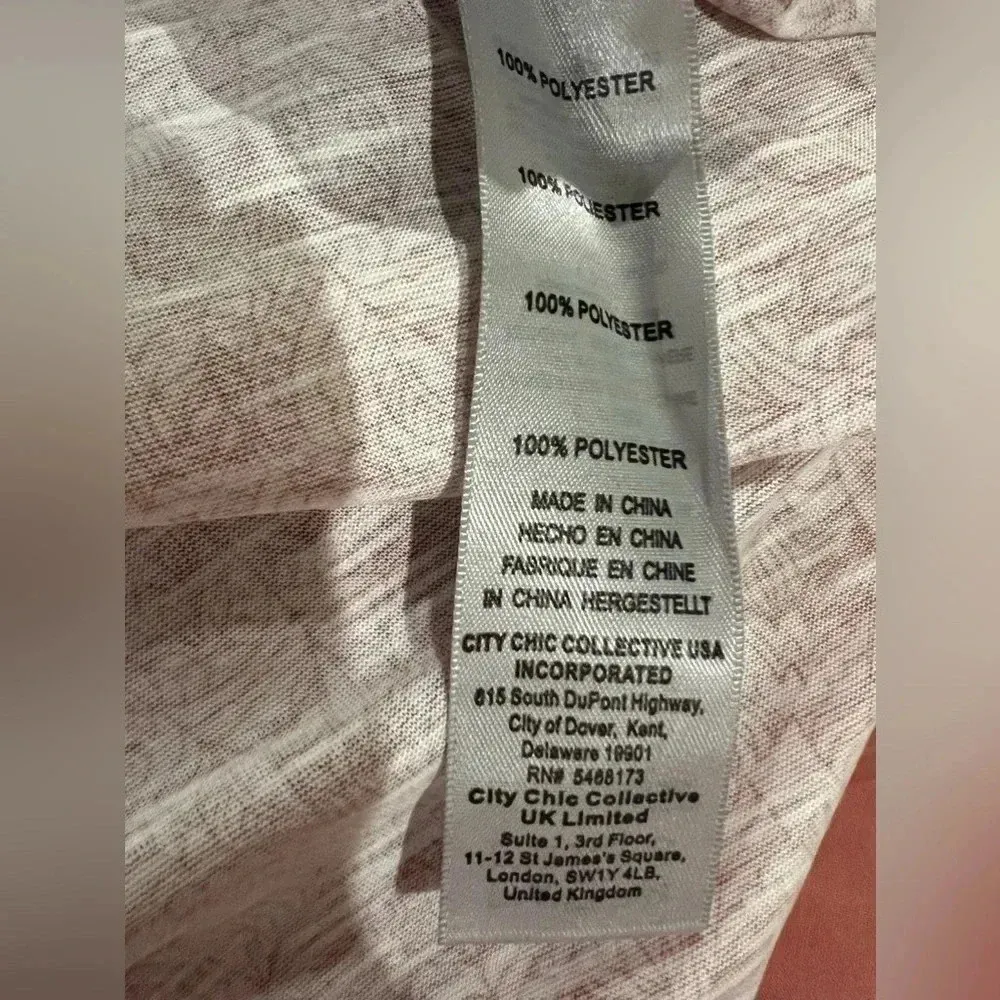 100% POLYESTER
100% POLIESTER
100% POLYESTER
100% POLYESTER
MADE IN CHINA
HECHO EN CHINA
FABRIQUE EN CHINE
IN CHINA HERGESTELLT
CITY CHIC COLLECTIVE USA
INCORPORATED
615 South DuPont Highway,
City of Dover, Kent,
Delaware 19901
RN# 5488173
City Chic Collective
UK Limited
Suite 1, 3rd Floor,
11-12 St James's Square,
London, SW1Y 4LB,
United Kingdom